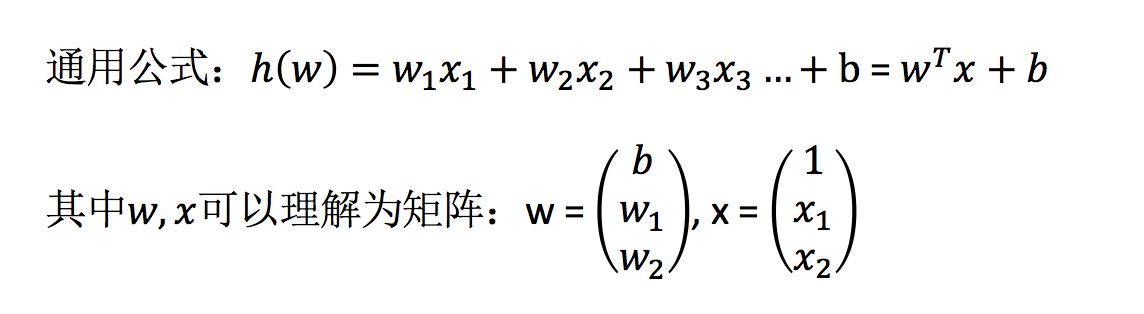 通用公式：h(w) = w₁x₁ + w₂x₂ + w₃x₃ … + b = wᵀx + b
其中w, x可以理解为矩阵：w = (b w₁ w₂), x = (1 x₁ x₂)